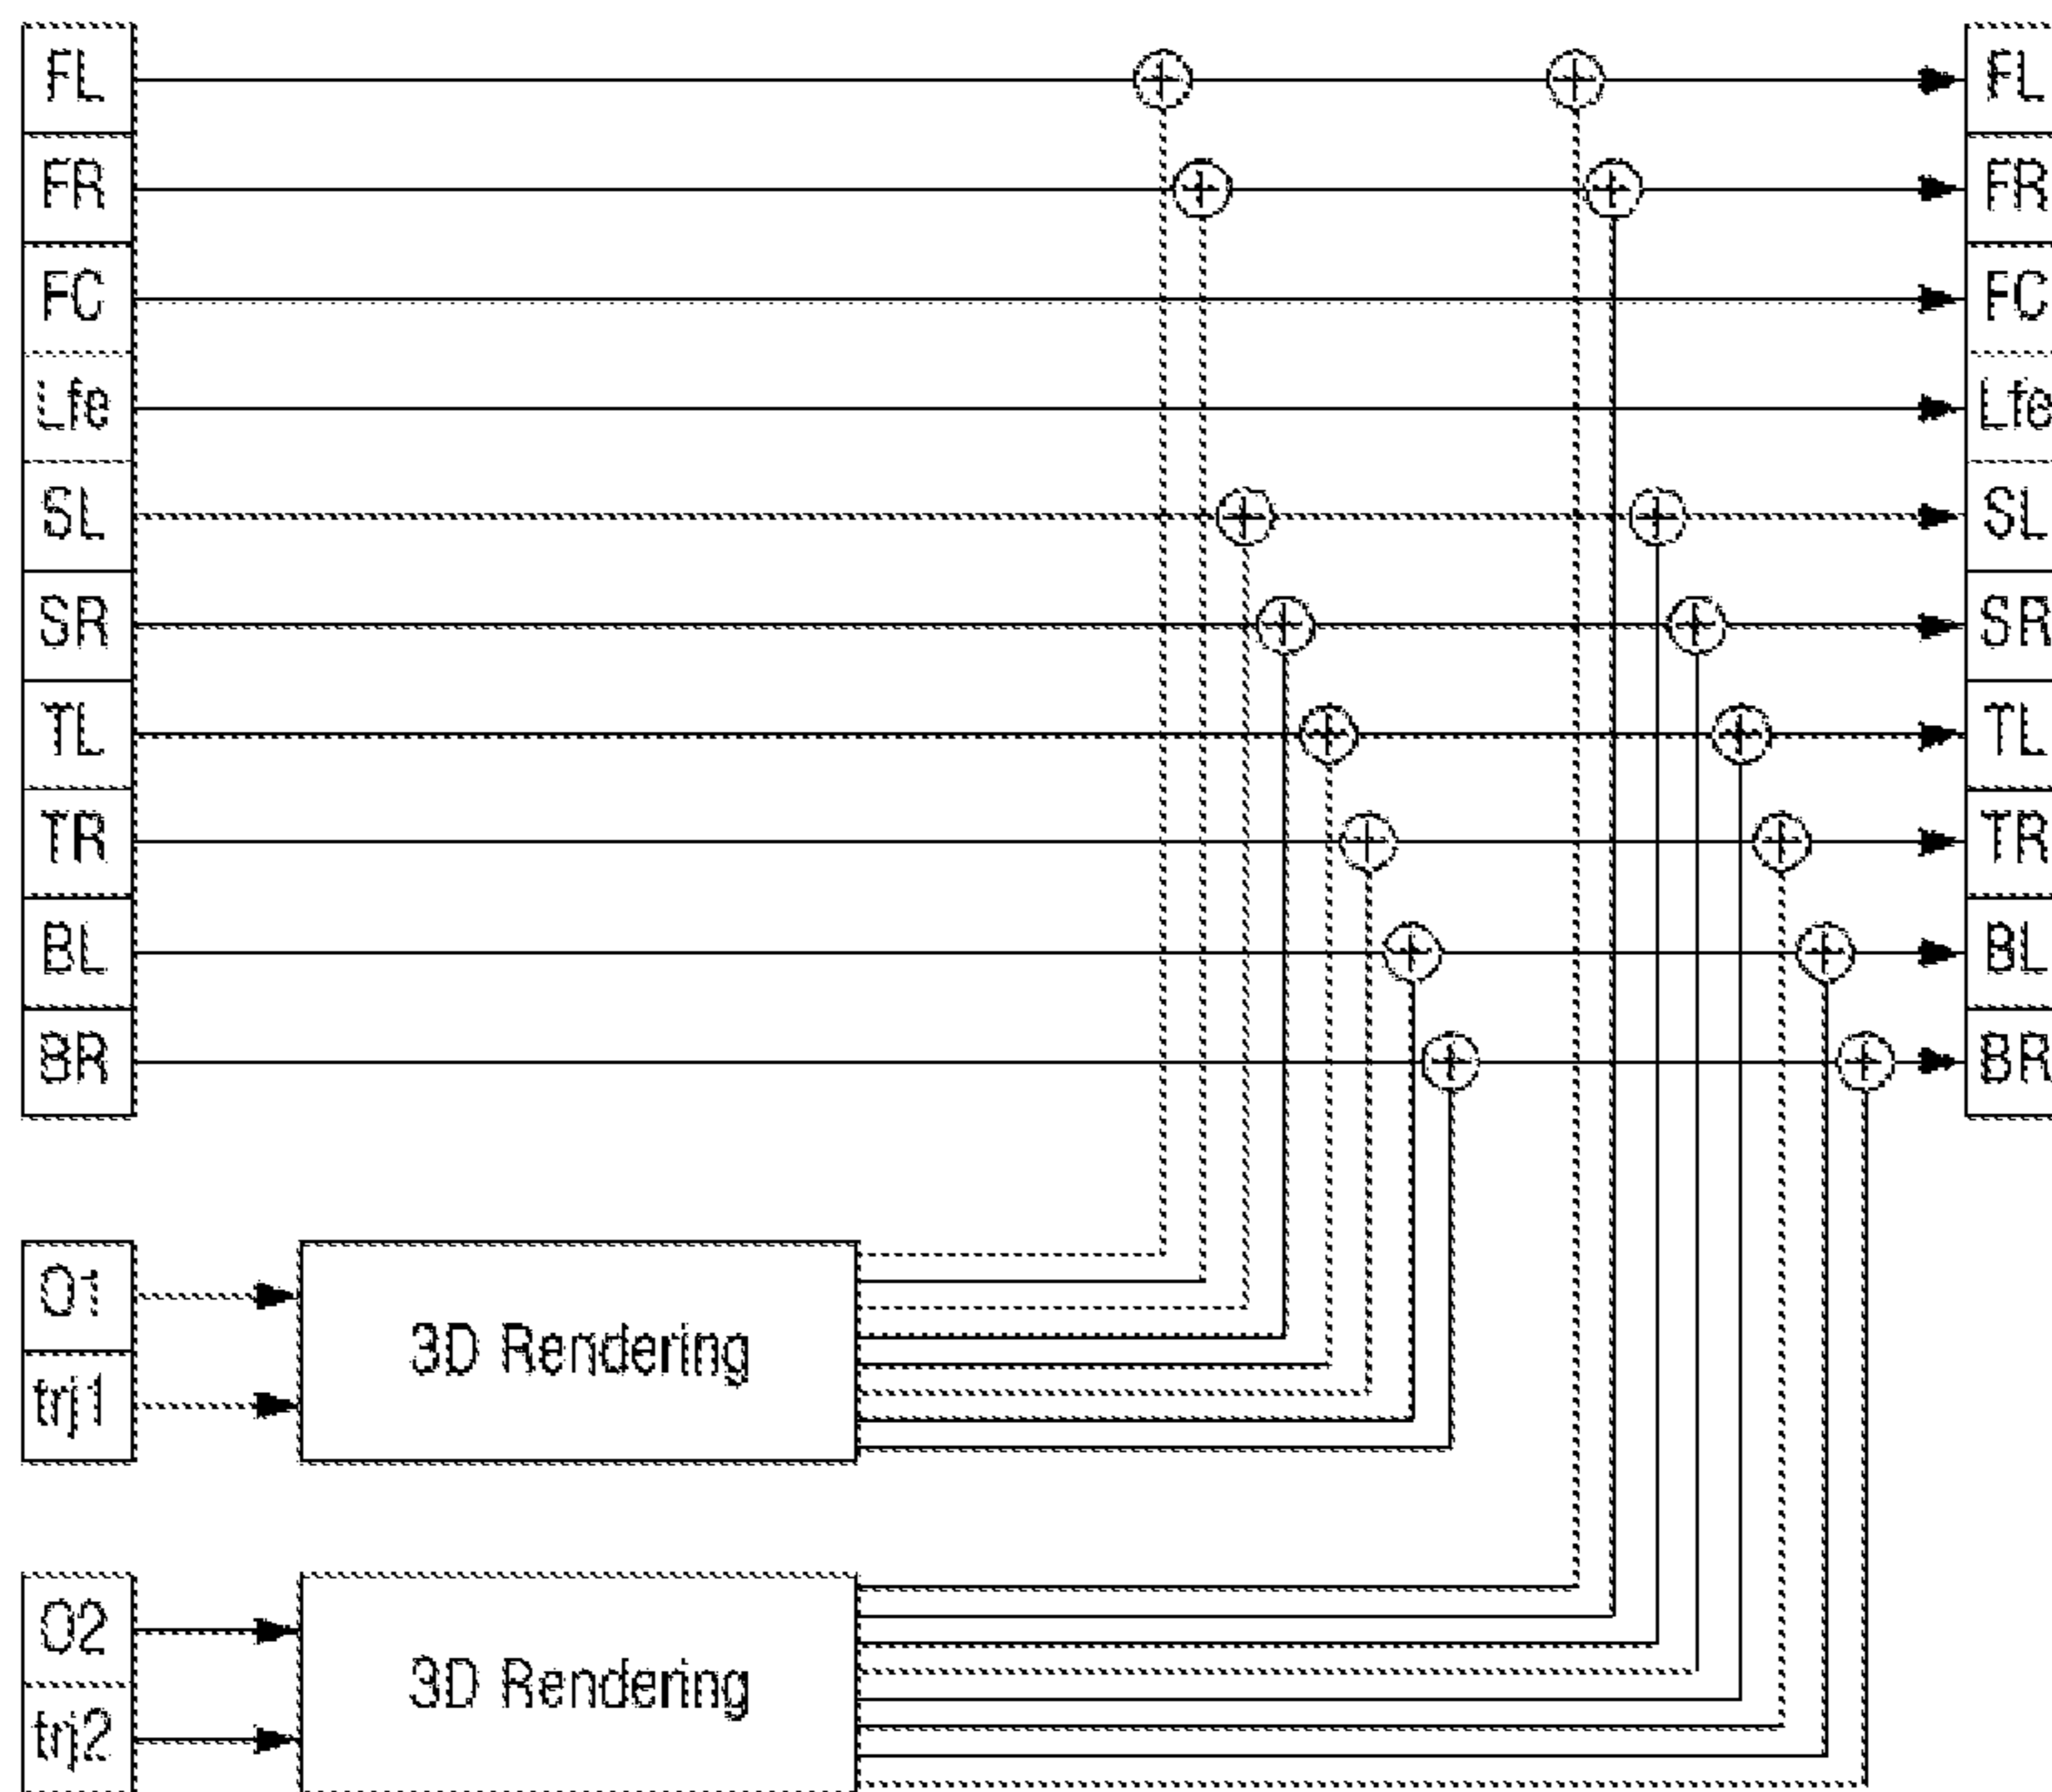 FL FL
FR FR
FC FC
Lfe Lfe
SL SL
SR SR
TL TL
TR TR
BL BL
BR BR
O1
3D Rendering
trj1
O2
3D Rendering
trj2